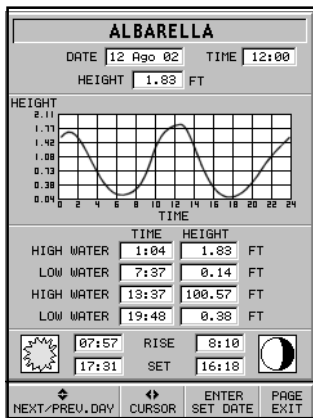 ALBARELLA
DATE 12 Ago 02 TIME 12:00
HEIGHT 1.83 FT
HEIGHT
2.11
1.77
1.42
1.08
0.73
0.38
0.04
0 2 4 6 8 10 12 14 16 18 20 22 24
TIME
TIME HEIGHT
HIGH WATER 1:04 1.83 FT
LOW WATER 7:37 0.14 FT
HIGH WATER 13:37 100.57 FT
LOW WATER 19:48 0.38 FT
07:57 RISE 8:10
17:31 SET 16:18
NEXT/PREV.DAY CURSOR ENTER SET DATE PAGE EXIT